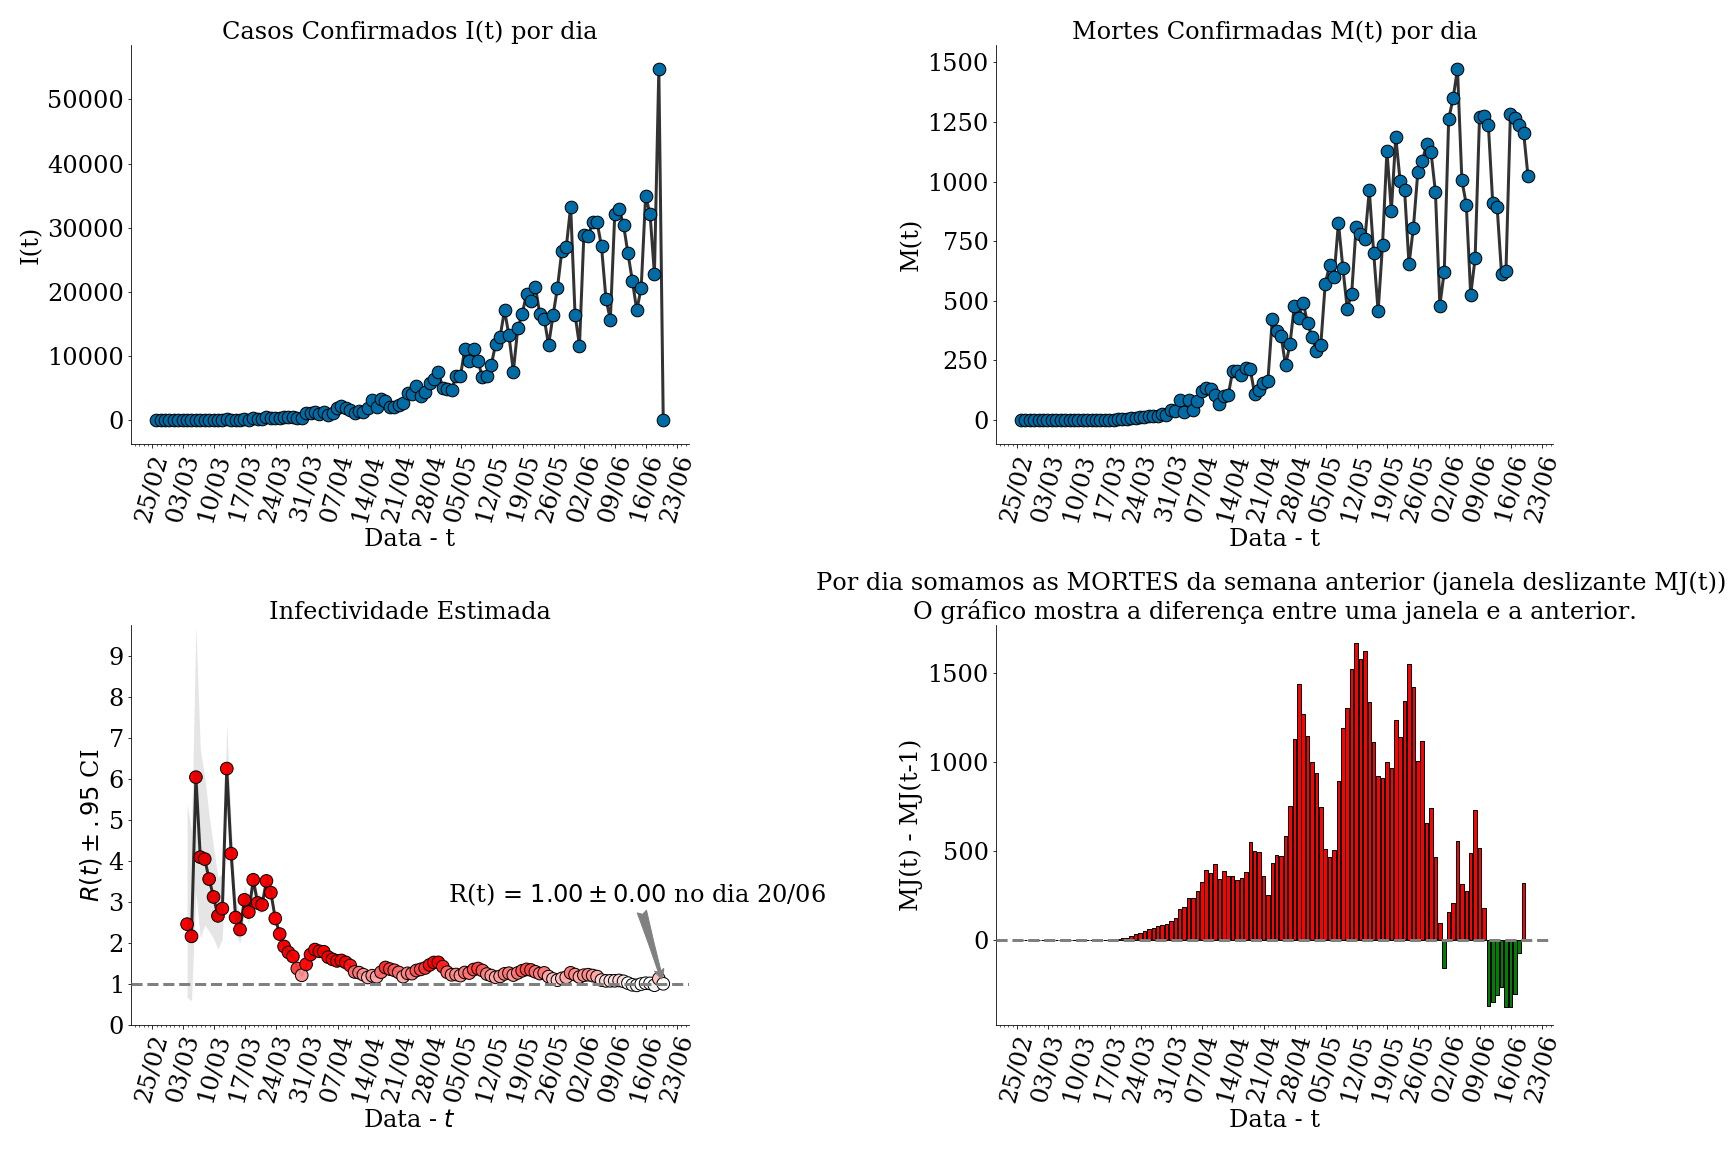 Casos Confirmados I(t) por dia
I(t)
50000
40000
30000
20000
10000
0
25/02 03/03 10/03 17/03 24/03 31/03 07/04 14/04 21/04 28/04 05/05 12/05 19/05 26/05 02/06 09/06 16/06 23/06
Data - t
Mortes Confirmadas M(t) por dia
M(t)
1500
1250
1000
750
500
250
0
25/02 03/03 10/03 17/03 24/03 31/03 07/04 14/04 21/04 28/04 05/05 12/05 19/05 26/05 02/06 09/06 16/06 23/06
Data - t
Infectividade Estimada
R(t) ± .95 CI
9
8
7
6
5
4
3
2
1
0
R(t) = 1.00 ± 0.00 no dia 20/06
25/02 03/03 10/03 17/03 24/03 31/03 07/04 14/04 21/04 28/04 05/05 12/05 19/05 26/05 02/06 09/06 16/06 23/06
Data - t
Por dia somamos as MORTES da semana anterior (janela deslizante MJ(t))
O gráfico mostra a diferença entre uma janela e a anterior.
MJ(t) - MJ(t-1)
1500
1000
500
0
25/02 03/03 10/03 17/03 24/03 31/03 07/04 14/04 21/04 28/04 05/05 12/05 19/05 26/05 02/06 09/06 16/06 23/06
Data - t